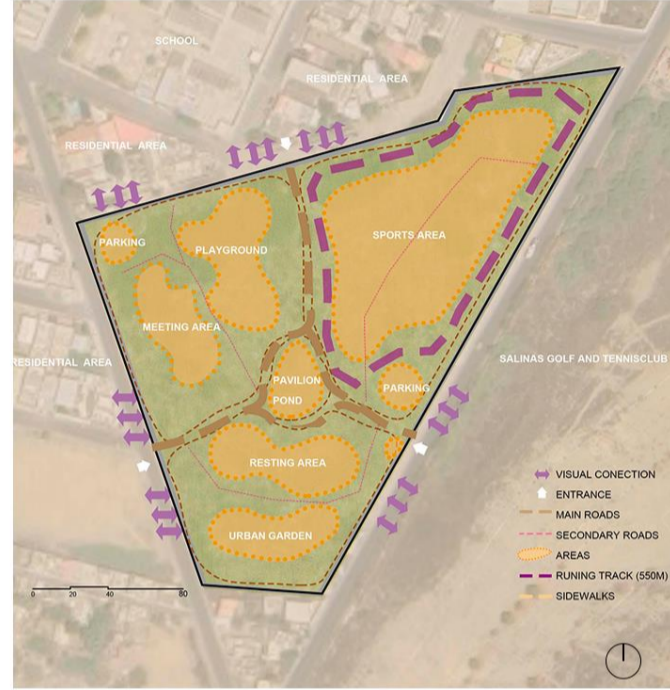 SCHOOL
RESIDENTIAL AREA
RESIDENTIAL AREA
PARKING
PLAYGROUND
SPORTS AREA
MEETING AREA
RESIDENTIAL AREA
SALINAS GOLF AND TENNISCLUB
PAVILION
POND
PARKING
RESTING AREA
URBAN GARDEN
VISUAL CONECTION
ENTRANCE
MAIN ROADS
SECONDARY ROADS
AREAS
RUNING TRACK (550M)
SIDEWALKS
0 20 40 80